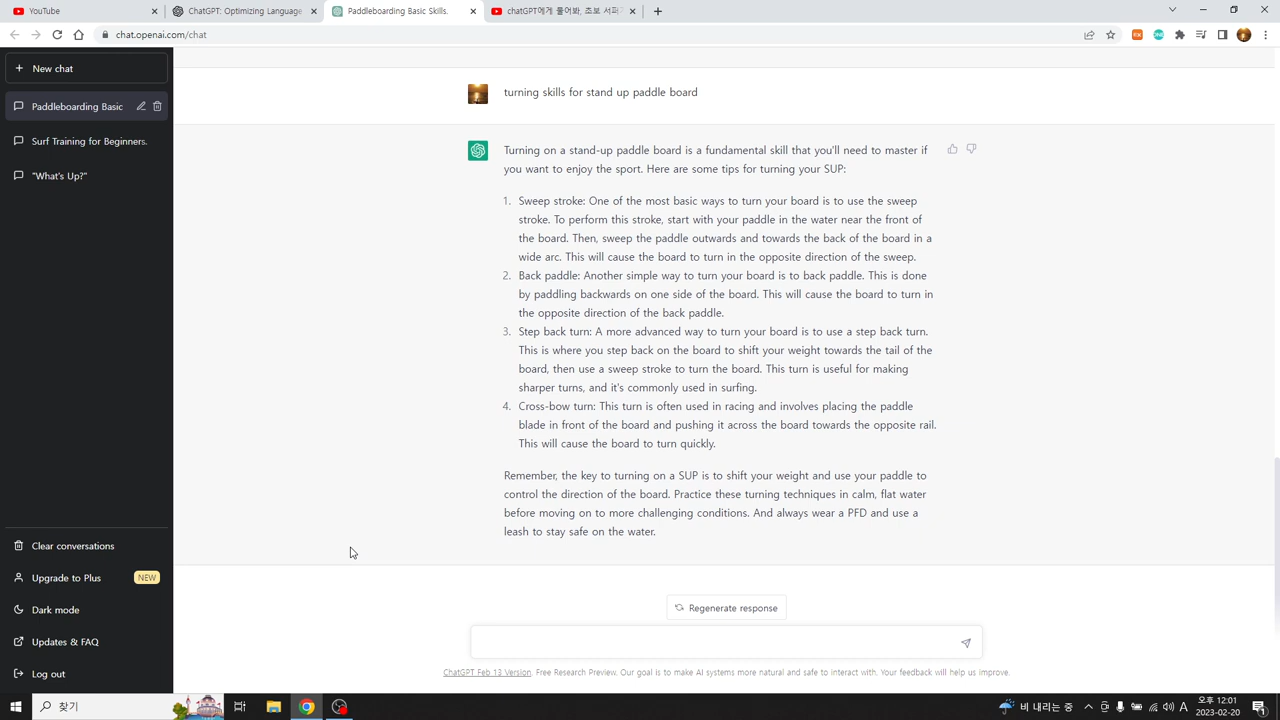 YouTube
ChatGPT: Optimizing Language
Paddleboarding Basic Skills.
chatGPT에게 물어봐, 초보 서퍼
chat.openai.com/chat
New chat
Paddleboarding Basic
Surf Training for Beginners.
"What's Up?"
turning skills for stand up paddle board
Turning on a stand-up paddle board is a fundamental skill that you'll need to master if
you want to enjoy the sport. Here are some tips for turning your SUP:
1. Sweep stroke: One of the most basic ways to turn your board is to use the sweep
stroke. To perform this stroke, start with your paddle in the water near the front of
the board. Then, sweep the paddle outwards and towards the back of the board in a
wide arc. This will cause the board to turn in the opposite direction of the sweep.
2. Back paddle: Another simple way to turn your board is to back paddle. This is done
by paddling backwards on one side of the board. This will cause the board to turn in
the opposite direction of the back paddle.
3. Step back turn: A more advanced way to turn your board is to use a step back turn.
This is where you step back on the board to shift your weight towards the tail of the
board, then use a sweep stroke to turn the board. This turn is useful for making
sharper turns, and it's commonly used in surfing.
4. Cross-bow turn: This turn is often used in racing and involves placing the paddle
blade in front of the board and pushing it across the board towards the opposite rail.
This will cause the board to turn quickly.
Remember, the key to turning on a SUP is to shift your weight and use your paddle to
control the direction of the board. Practice these turning techniques in calm, flat water
before moving on to more challenging conditions. And always wear a PFD and use a
leash to stay safe on the water.
Clear conversations
Upgrade to Plus NEW
Dark mode
Updates & FAQ
Log out
Regenerate response
ChatGPT Feb 13 Version. Free Research Preview. Our goal is to make AI systems more natural and safe to interact with. Your feedback will help us improve.
찾기
비 내리는 중
A
오후 12:01
2023-02-20